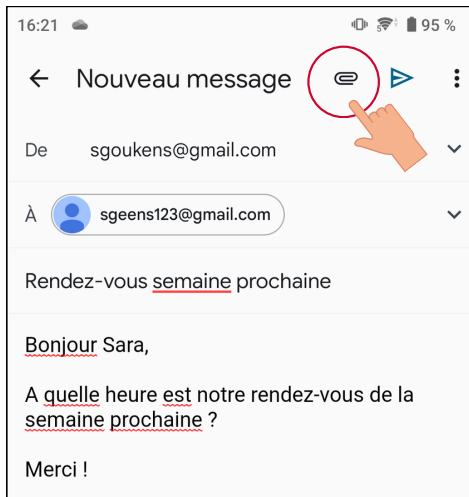 16:21 95 %
Nouveau message
De sgoukens@gmail.com
À sgeens123@gmail.com
Rendez-vous semaine prochaine
Bonjour Sara,
A quelle heure est notre rendez-vous de la
semaine prochaine ?
Merci !